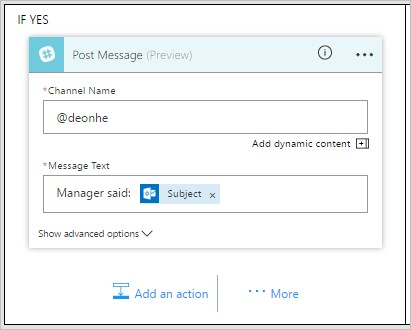 IF YES
Post Message (Preview)
*Channel Name
@deonhe
Add dynamic content
*Message Text
Manager said: Subject ×
Show advanced options
Add an action
More